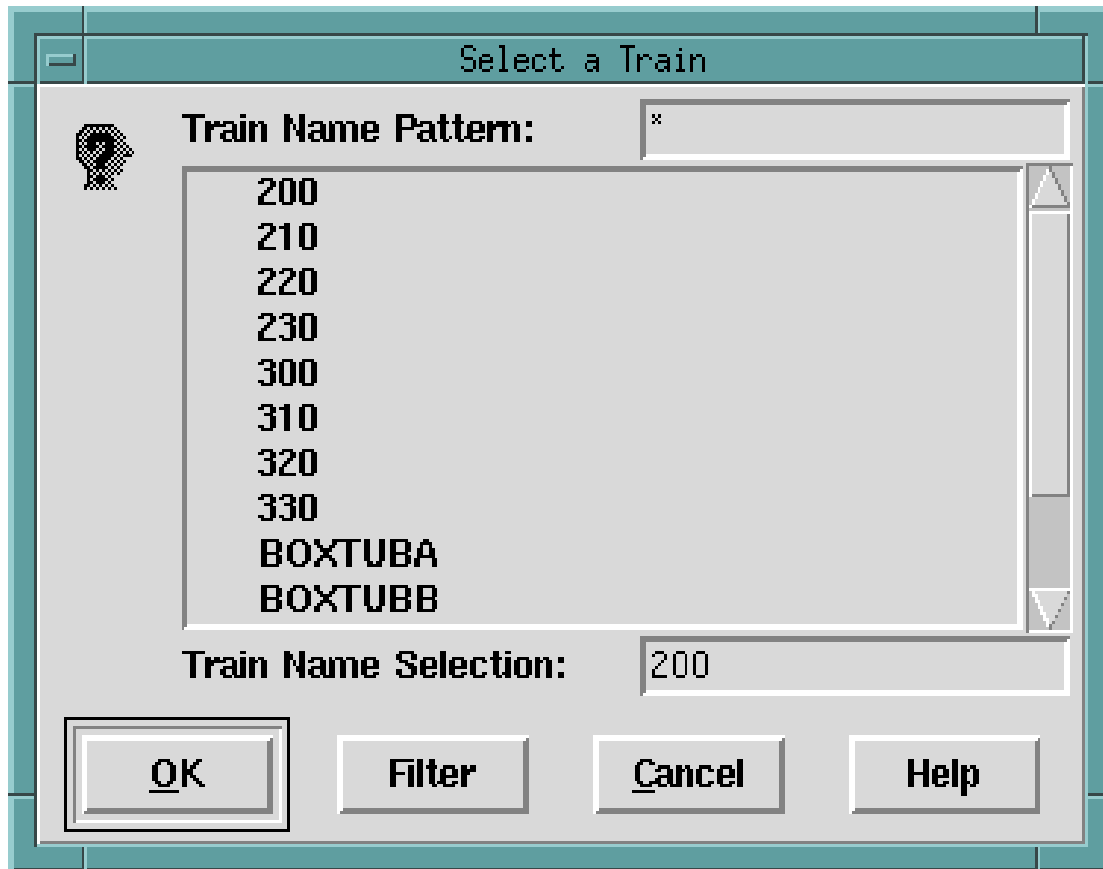 Select a Train
Train Name Pattern: *
200
210
220
230
300
310
320
330
BOXTUBA
BOXTUBB
Train Name Selection: 200
OK Filter Cancel Help